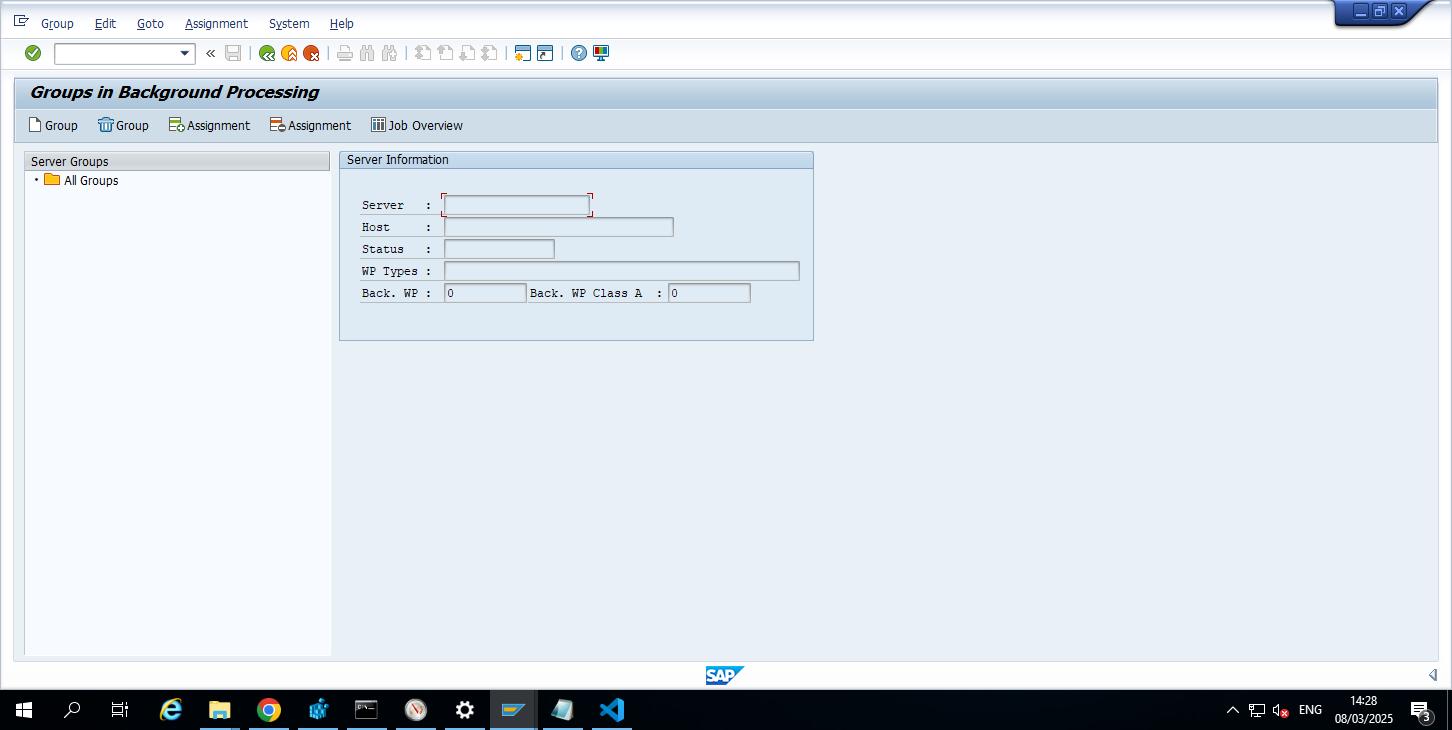 Group Edit Goto Assignment System Help
Groups in Background Processing
Group Group Assignment Assignment Job Overview
Server Groups
All Groups
Server Information
Server :
Host :
Status :
WP Types :
Back. WP : 0 Back. WP Class A : 0
SAP
ENG
14:28
08/03/2025
3